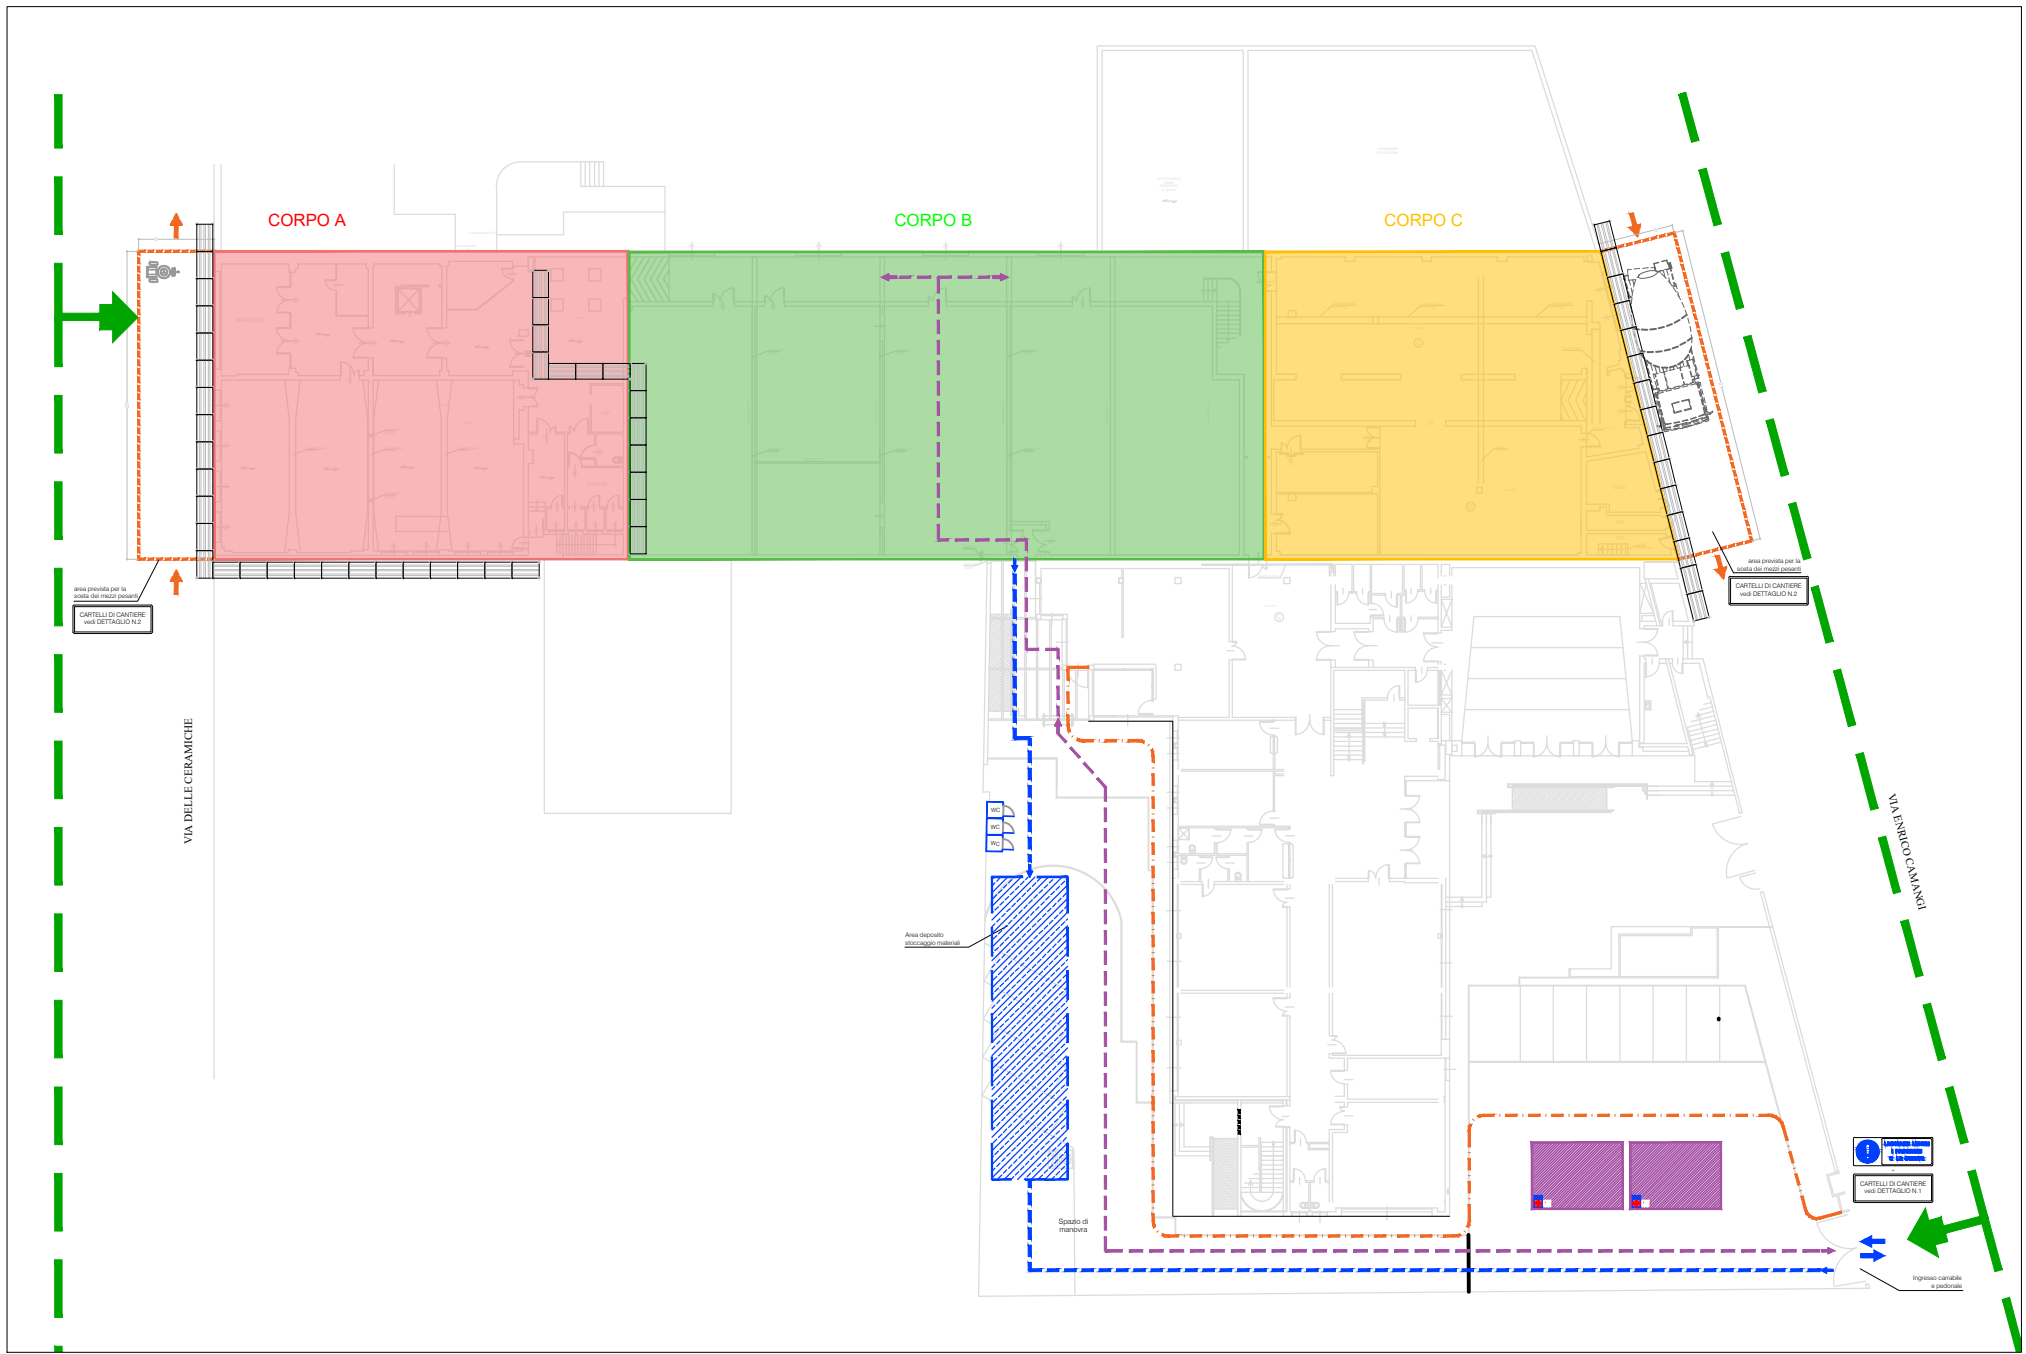 CORPO A
CORPO B
CORPO C
area prevista per la
sosta dei mezzi pesanti
CARTELLI DI CANTIERE
vedi DETTAGLIO N.2
area prevista per la
sosta dei mezzi pesanti
CARTELLI DI CANTIERE
vedi DETTAGLIO N.2
VIA DELLE CERAMICHE
VIA ENRICO CAMANGI
WC
WC
WC
Area deposito
stoccaggio materiali
Spazio di
manovra
CARTELLI DI CANTIERE
vedi DETTAGLIO N.1
Ingresso carrabile
e pedonale